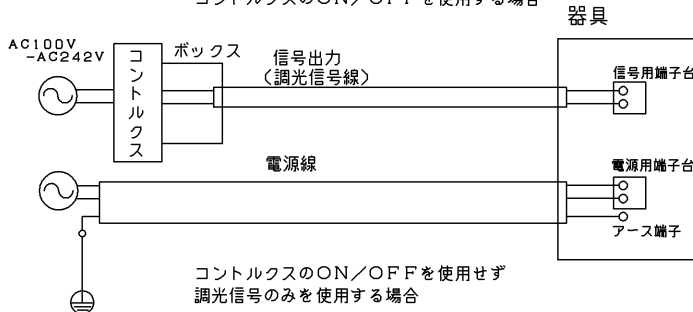 コントルクスのON／OFFを使用する場合
器具
AC100V
-AC242V
コントルクス
ボックス
信号出力
（調光信号線）
信号用端子台
電源線
電源用端子台
アース端子
コントルクスのON／OFFを使用せず
調光信号のみを使用する場合